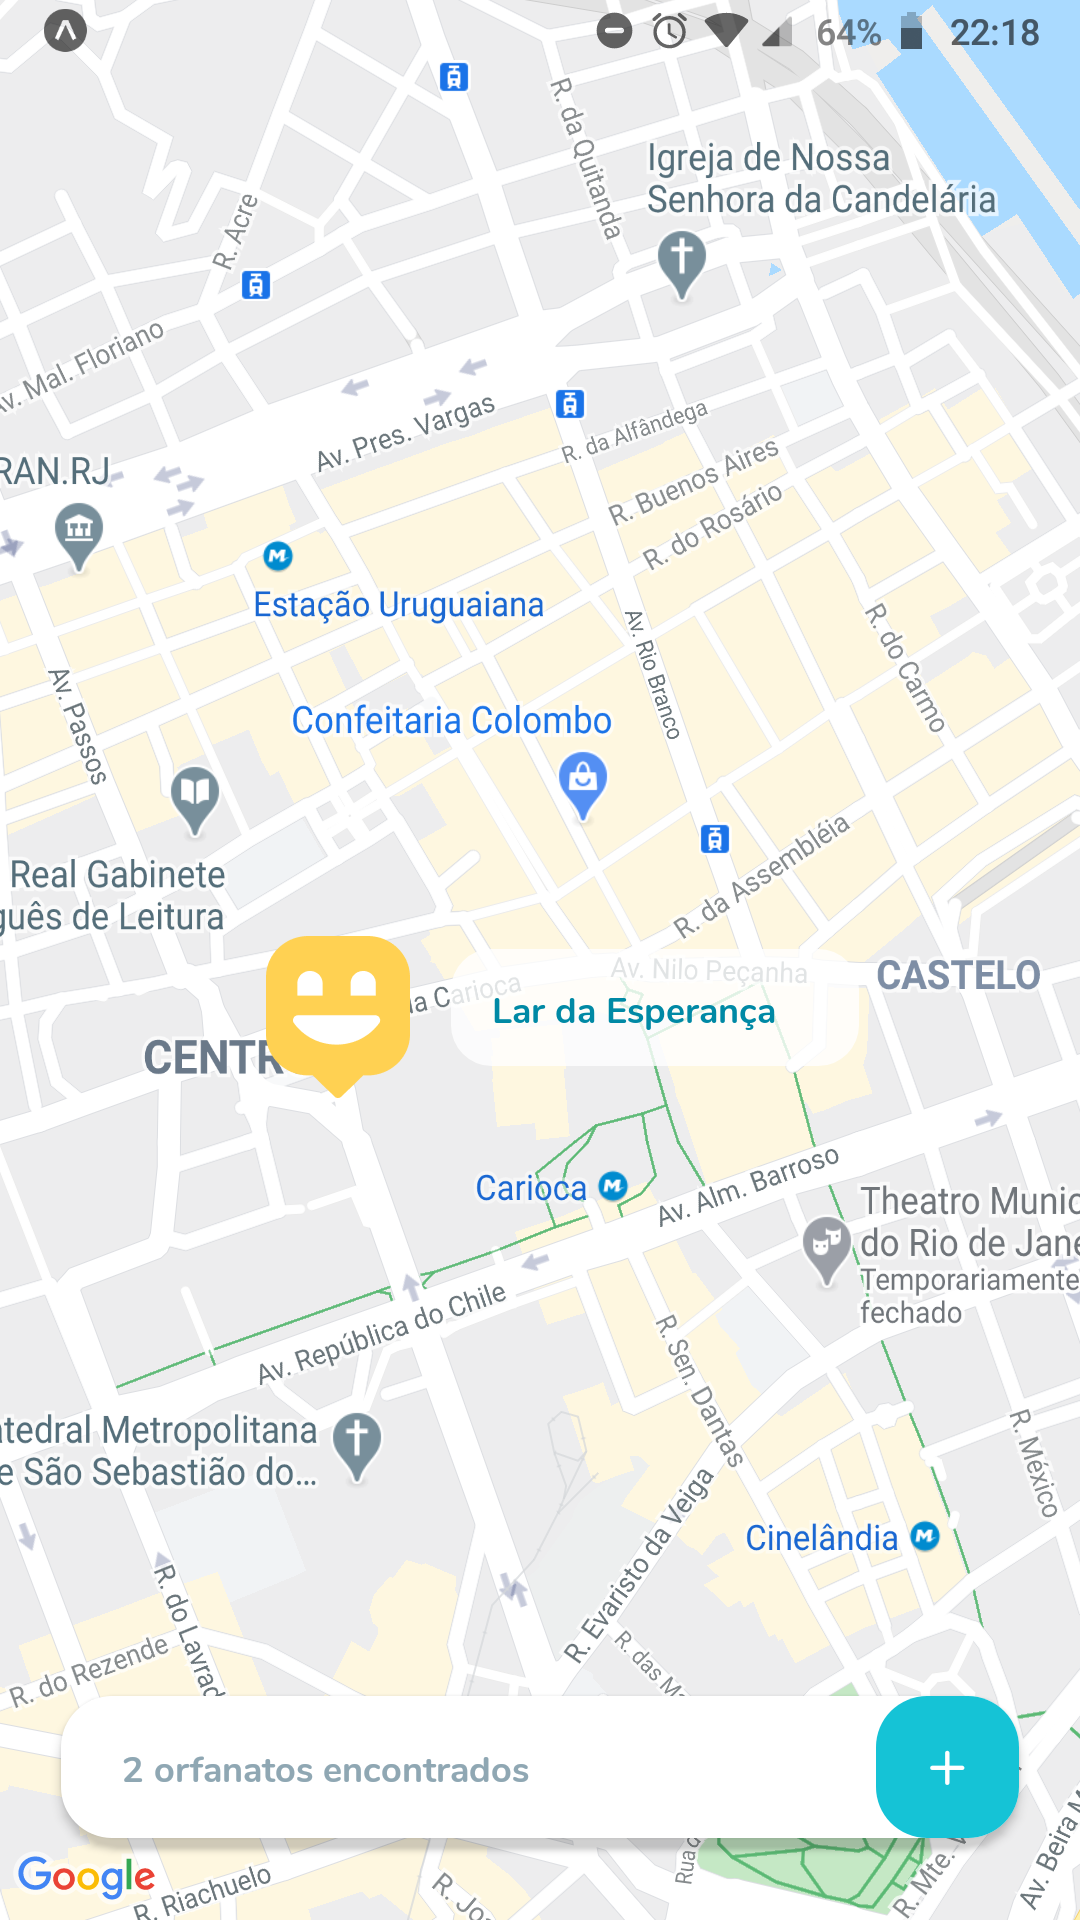 64% 22:18
R. da Quitanda
Igreja de Nossa
Senhora da Candelária
R. Acre
Av. Mal. Floriano
Av. Pres. Vargas
R. da Alfândega
RAN.RJ
R. Buenos Aires
R. do Rosário
Estação Uruguaiana
R. do Carmo
Av. Rio Branco
Av. Passos
Confeitaria Colombo
R. da Assembléia
Real Gabinete
guês de Leitura
Av. Nilo Peçanha
CASTELO
la Carioca
Lar da Esperança
CENTR
Carioca
Av. Alm. Barroso
Theatro Munic
do Rio de Jane
Temporariamente
fechado
Av. República do Chile
R. Sen. Dantas
atedral Metropolitana
e São Sebastião do...
R. México
R. Evaristo da Veiga
Cinelândia
R. do Lavrad
R. do Rezende
R. das Ma
2 orfanatos encontrados
+
Google
R. Riachuelo
R. Jo
Rua
R. Mte. V
Av. Beira M